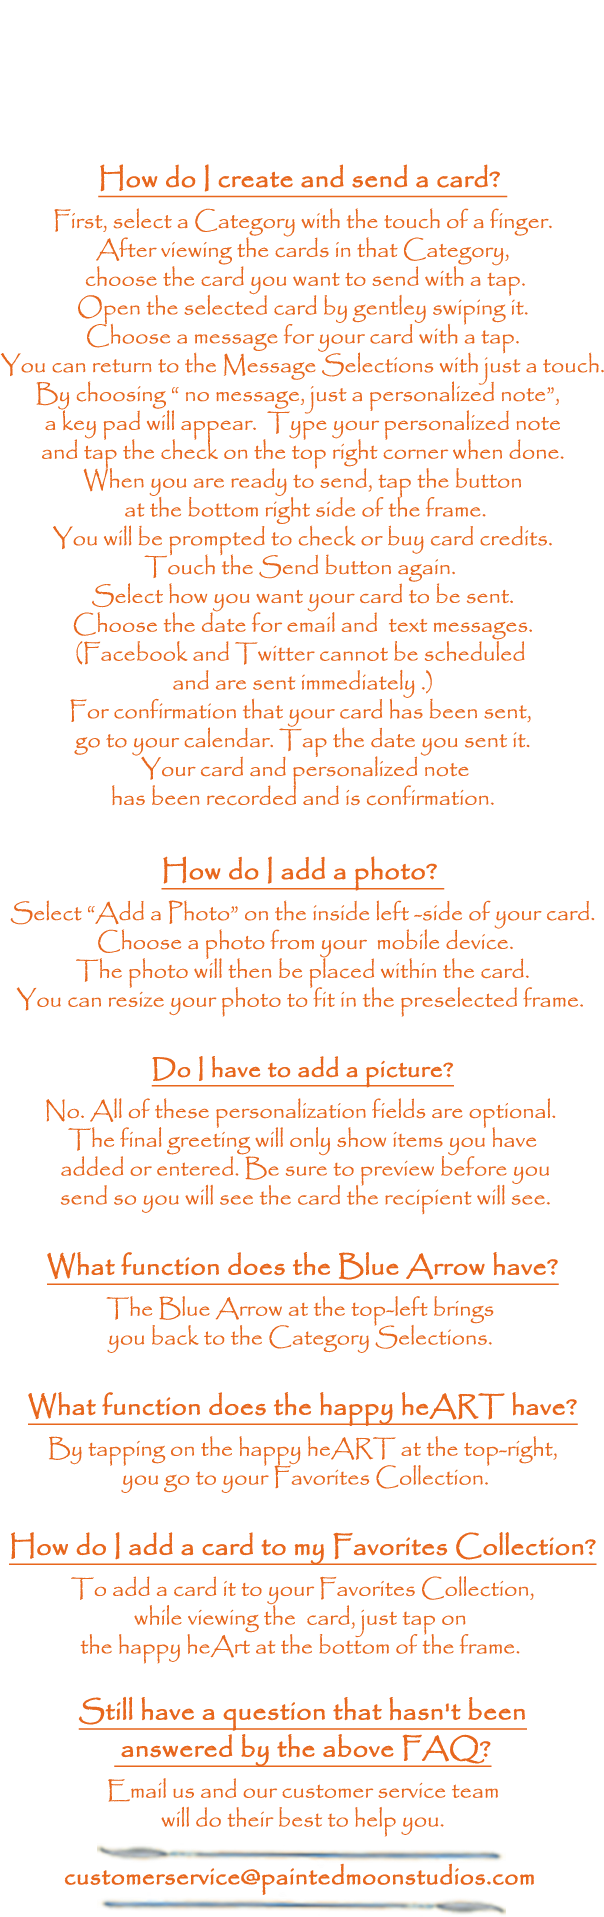 How do I create and send a card?
First, select a Category with the touch of a finger.
After viewing the cards in that Category,
choose the card you want to send with a tap.
Open the selected card by gentley swiping it.
Choose a message for your card with a tap.
You can return to the Message Selections with just a touch.
By choosing “ no message, just a personalized note”,
a key pad will appear.  Type your personalized note
and tap the check on the top right corner when done.
When you are ready to send, tap the button
at the bottom right side of the frame.
You will be prompted to check or buy card credits.
Touch the Send button again.
Select how you want your card to be sent.
Choose the date for email and  text messages.
(Facebook and Twitter cannot be scheduled
and are sent immediately .)
For confirmation that your card has been sent,
go to your calendar. Tap the date you sent it.
Your card and personalized note
has been recorded and is confirmation.
How do I add a photo?
Select “Add a Photo” on the inside left -side of your card.
Choose a photo from your  mobile device.
The photo will then be placed within the card.
You can resize your photo to fit in the preselected frame.
Do I have to add a picture?
No. All of these personalization fields are optional.
The final greeting will only show items you have
added or entered. Be sure to preview before you
send so you will see the card the recipient will see.
What function does the Blue Arrow have?
The Blue Arrow at the top-left brings
you back to the Category Selections.
What function does the happy heART have?
By tapping on the happy heART at the top-right,
you go to your Favorites Collection.
How do I add a card to my Favorites Collection?
To add a card it to your Favorites Collection,
while viewing the  card, just tap on
the happy heArt at the bottom of the frame.
Still have a question that hasn't been
answered by the above FAQ?
Email us and our customer service team
will do their best to help you.
customerservice@paintedmoonstudios.com